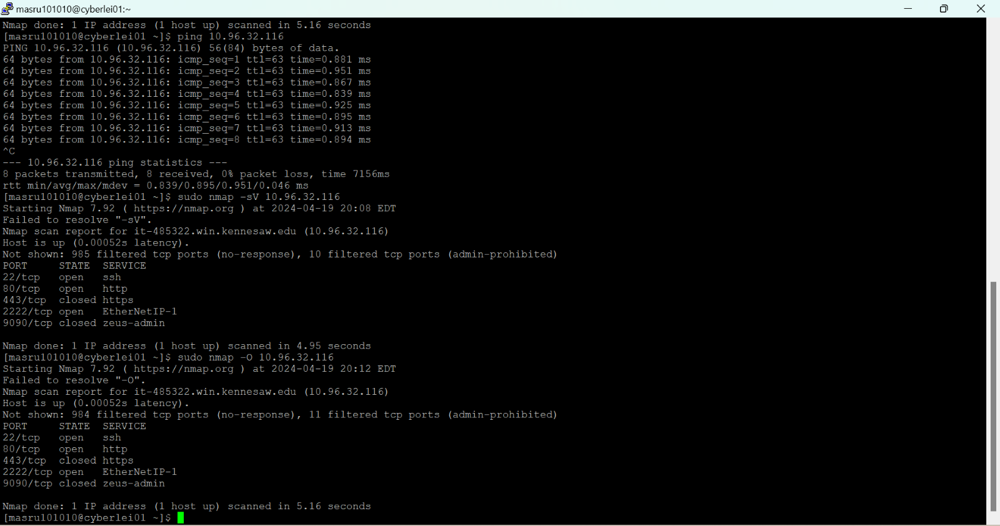 masru101010@cyberlei01:~
Nmap done: 1 IP address (1 host up) scanned in 5.16 seconds
[masru101010@cyberlei01 ~]$ ping 10.96.32.116
PING 10.96.32.116 (10.96.32.116) 56(84) bytes of data.
64 bytes from 10.96.32.116: icmp_seq=1 ttl=63 time=0.881 ms
64 bytes from 10.96.32.116: icmp_seq=2 ttl=63 time=0.951 ms
64 bytes from 10.96.32.116: icmp_seq=3 ttl=63 time=0.867 ms
64 bytes from 10.96.32.116: icmp_seq=4 ttl=63 time=0.839 ms
64 bytes from 10.96.32.116: icmp_seq=5 ttl=63 time=0.925 ms
64 bytes from 10.96.32.116: icmp_seq=6 ttl=63 time=0.895 ms
64 bytes from 10.96.32.116: icmp_seq=7 ttl=63 time=0.913 ms
64 bytes from 10.96.32.116: icmp_seq=8 ttl=63 time=0.894 ms
^C
--- 10.96.32.116 ping statistics ---
8 packets transmitted, 8 received, 0% packet loss, time 7156ms
rtt min/avg/max/mdev = 0.839/0.895/0.951/0.046 ms
[masru101010@cyberlei01 ~]$ sudo nmap –sV 10.96.32.116
Starting Nmap 7.92 ( https://nmap.org ) at 2024-04-19 20:08 EDT
Failed to resolve "–sV".
Nmap scan report for it-485322.win.kennesaw.edu (10.96.32.116)
Host is up (0.00052s latency).
Not shown: 985 filtered tcp ports (no-response), 10 filtered tcp ports (admin-prohibited)
PORT     STATE  SERVICE
22/tcp   open   ssh
80/tcp   open   http
443/tcp  closed https
2222/tcp open   EtherNetIP-1
9090/tcp closed zeus-admin
Nmap done: 1 IP address (1 host up) scanned in 4.95 seconds
[masru101010@cyberlei01 ~]$ sudo nmap –O 10.96.32.116
Starting Nmap 7.92 ( https://nmap.org ) at 2024-04-19 20:12 EDT
Failed to resolve "–O".
Nmap scan report for it-485322.win.kennesaw.edu (10.96.32.116)
Host is up (0.00052s latency).
Not shown: 984 filtered tcp ports (no-response), 11 filtered tcp ports (admin-prohibited)
PORT     STATE  SERVICE
22/tcp   open   ssh
80/tcp   open   http
443/tcp  closed https
2222/tcp open   EtherNetIP-1
9090/tcp closed zeus-admin
Nmap done: 1 IP address (1 host up) scanned in 5.16 seconds
[masru101010@cyberlei01 ~]$